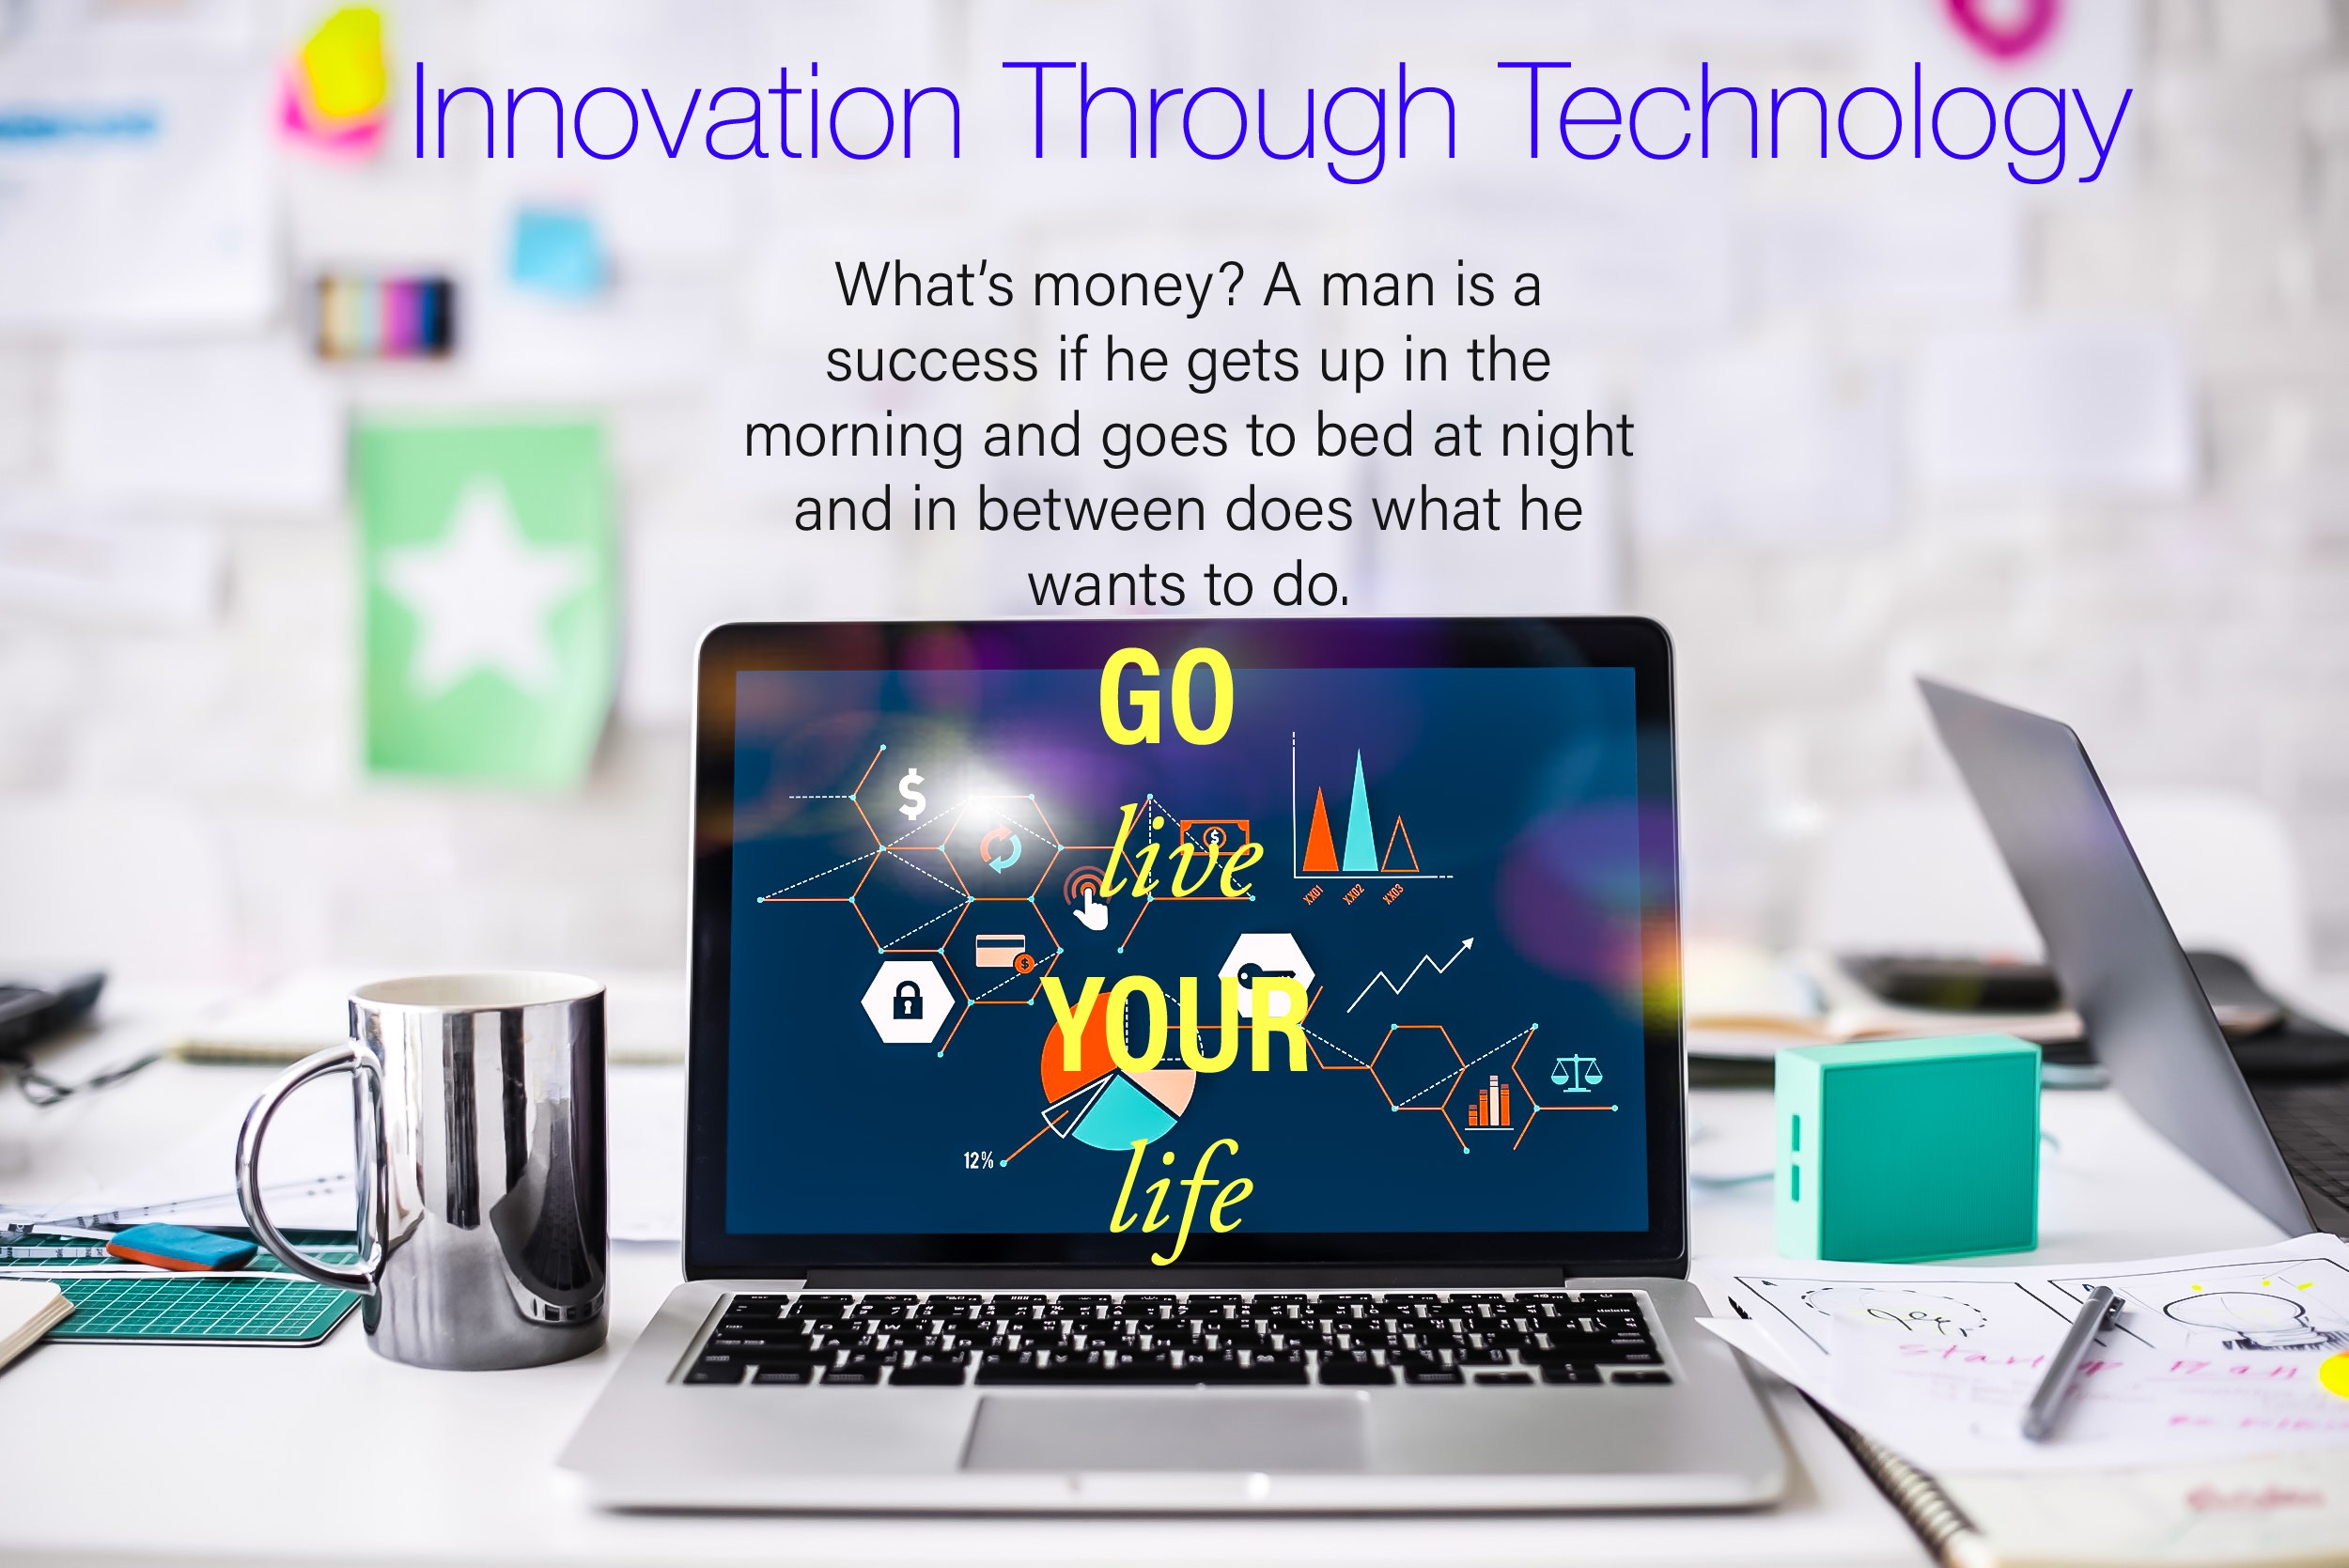 Innovation Through Technology
What’s money? A man is a
success if he gets up in the
morning and goes to bed at night
and in between does what he
wants to do.
GO
$
live
$
XX01 XX02 XX03
$
YOUR
12%
life